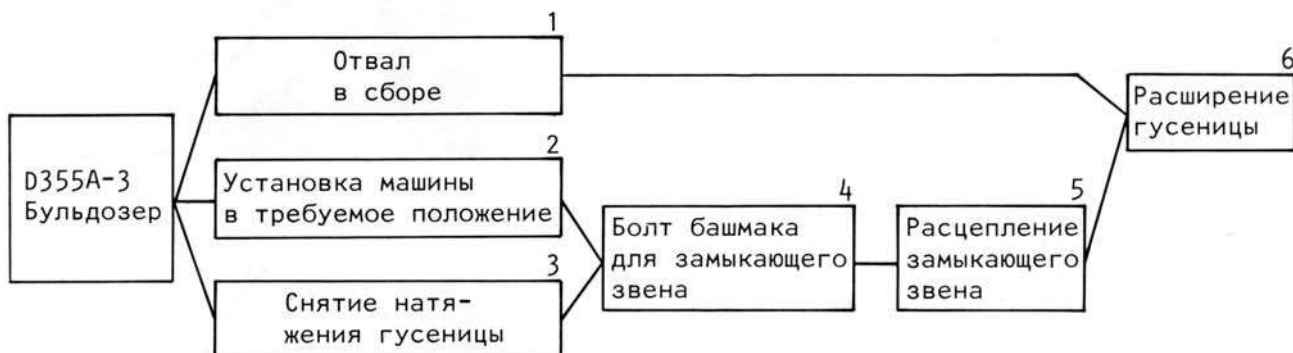 D355A-3
Бульдозер
1
Отвал
в сборе
2
Установка машины
в требуемое положение
3
Снятие натя-
жения гусеницы
4
Болт башмака
для замыкающего
звена
5
Расцепление
замыкающего
звена
6
Расширение
гусеницы